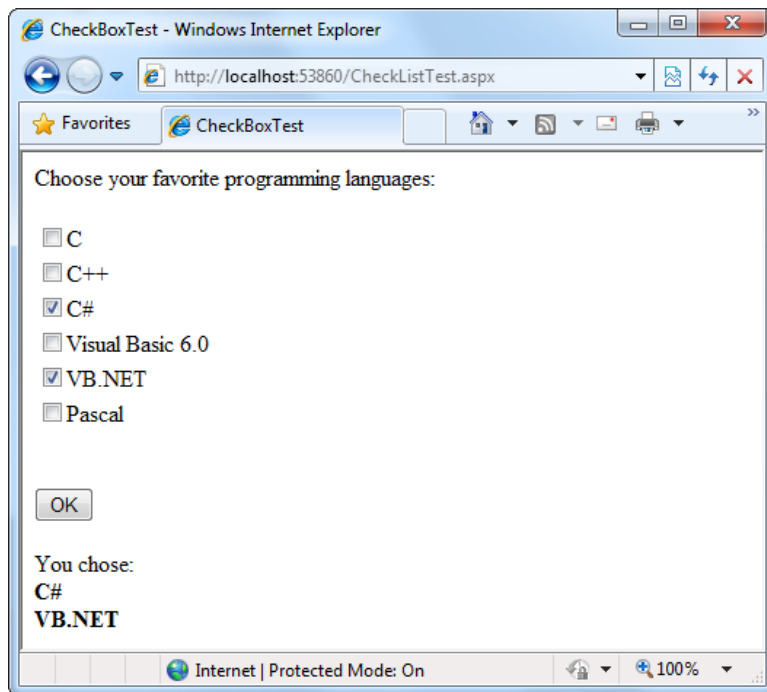 CheckBoxTest - Windows Internet Explorer
http://localhost:53860/CheckListTest.aspx
Favorites
CheckBoxTest
Choose your favorite programming languages:
C
C++
C#
Visual Basic 6.0
VB.NET
Pascal
OK
You chose:
C#
VB.NET
Internet | Protected Mode: On
100%